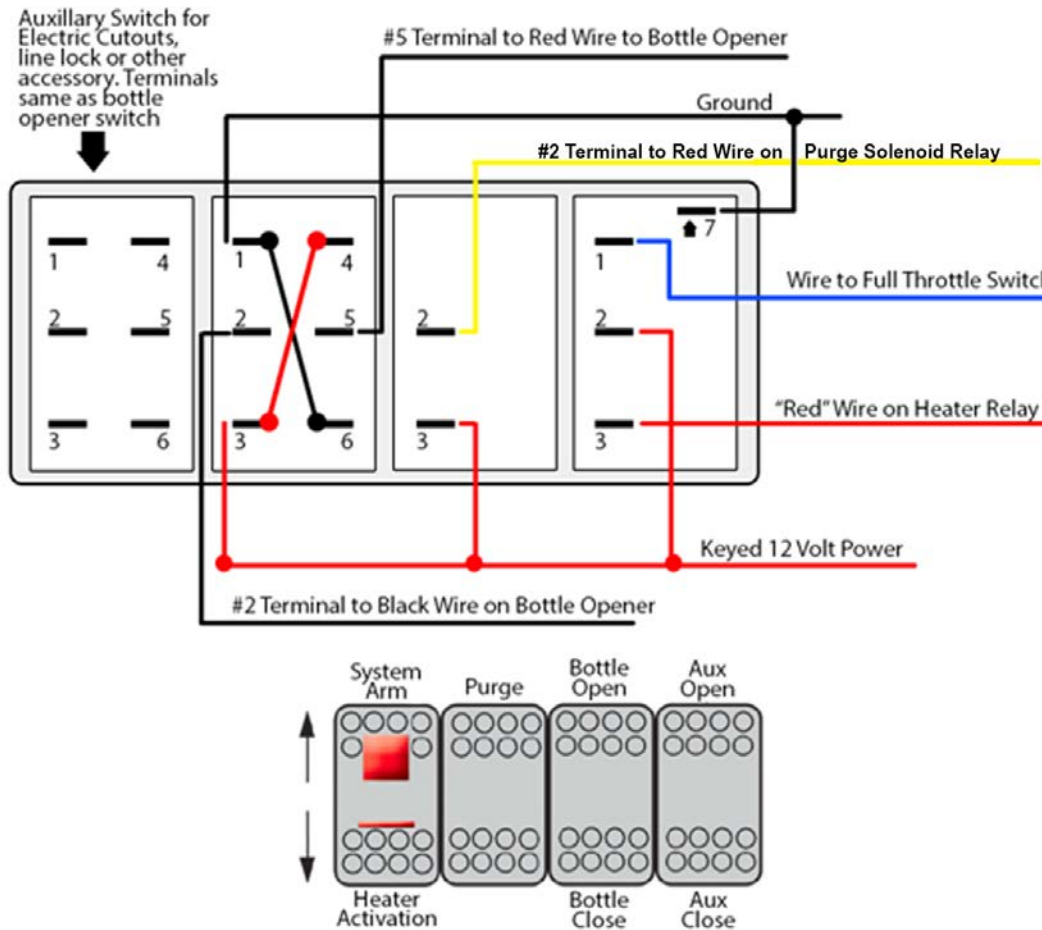 Auxillary Switch for
Electric Cutouts,
line lock or other
accessory. Terminals
same as bottle
opener switch
#5 Terminal to Red Wire to Bottle Opener
Ground
#2 Terminal to Red Wire on Purge Solenoid Relay
7
1 4 1 4 1
Wire to Full Throttle Switch
2 5 2 5 2 2
"Red" Wire on Heater Relay
3 6 3 6 3 3
Keyed 12 Volt Power
#2 Terminal to Black Wire on Bottle Opener
System
Arm
Purge
Bottle
Open
Aux
Open
Heater
Activation
Bottle
Close
Aux
Close